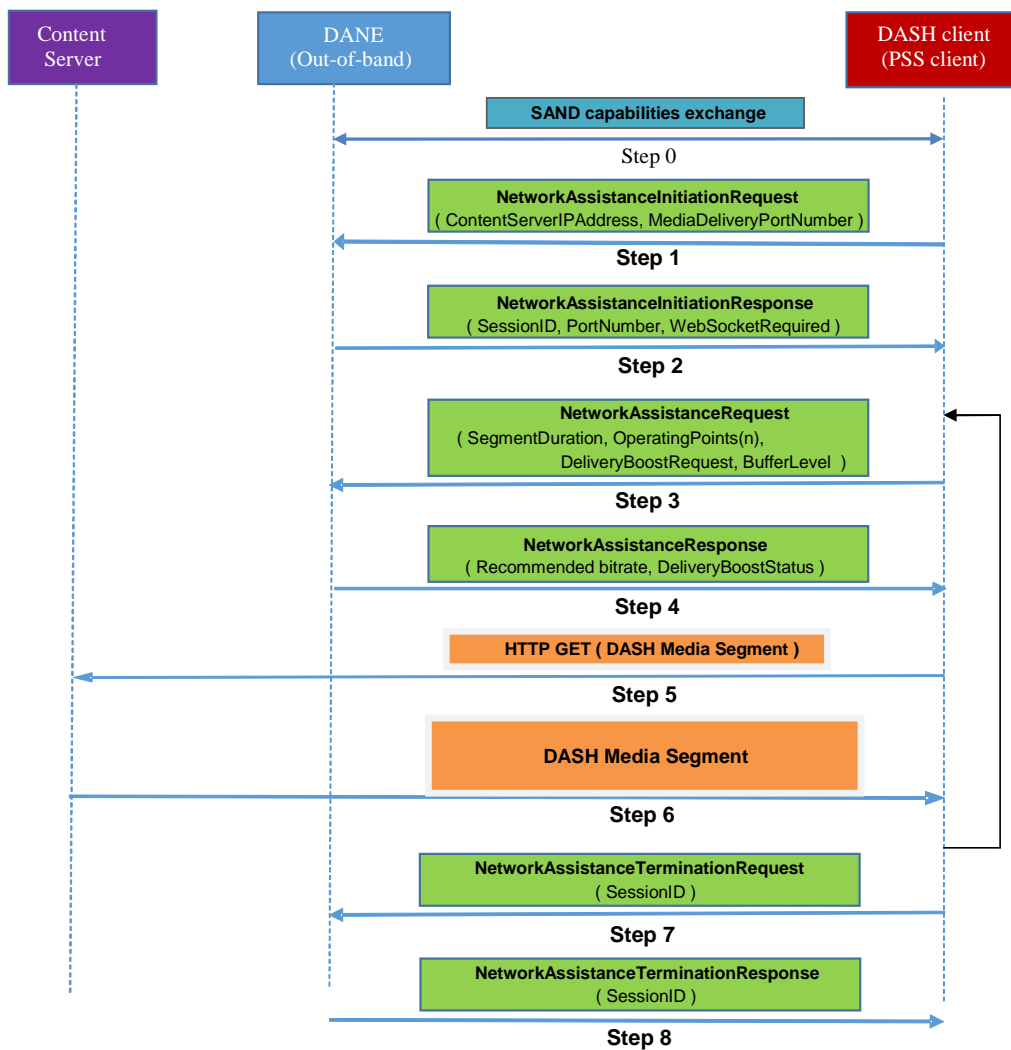 Content
Server
DANE
(Out-of-band)
DASH client
(PSS client)
SAND capabilities exchange
Step 0
NetworkAssistanceInitiationRequest
( ContentServerIPAddress, MediaDeliveryPortNumber )
Step 1
NetworkAssistanceInitiationResponse
( SessionID, PortNumber, WebSocketRequired )
Step 2
NetworkAssistanceRequest
( SegmentDuration, OperatingPoints(n),
DeliveryBoostRequest, BufferLevel )
Step 3
NetworkAssistanceResponse
( Recommended bitrate, DeliveryBoostStatus )
Step 4
HTTP GET ( DASH Media Segment )
Step 5
DASH Media Segment
Step 6
NetworkAssistanceTerminationRequest
( SessionID )
Step 7
NetworkAssistanceTerminationResponse
( SessionID )
Step 8